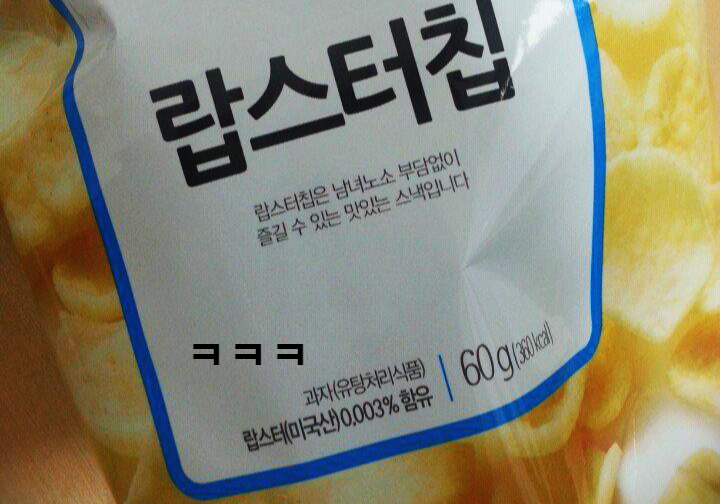 랍스터칩
랍스터칩은 남녀노소 부담없이
즐길 수 있는 맛있는 스낵입니다
ㅋㅋㅋ
과자(유탕처리식품)
랍스터(미국산)0.003% 함유
60g(360 kcal)